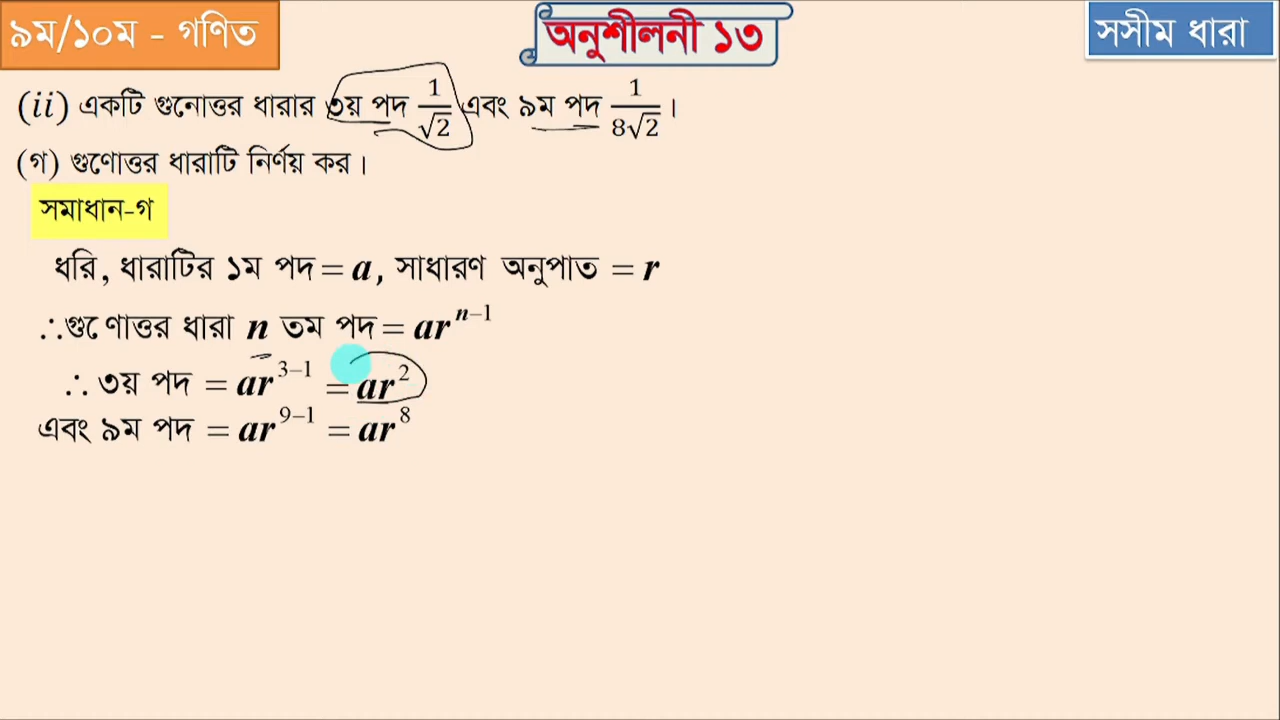 ৯ম/১০ম - গণিত
অনুশীলনী ১৩
সসীম ধারা
(ii) একটি গুনোত্তর ধারার ৩য় পদ 1/√2 এবং ৯ম পদ 1/8√2 ।
(গ) গুণোত্তর ধারাটি নির্ণয় কর।
সমাধান-গ
ধরি, ধারাটির ১ম পদ = a, সাধারণ অনুপাত = r
∴গুণোত্তর ধারা n তম পদ = ar^(n–1)
∴ ৩য় পদ = ar^(3–1) = ar^2
এবং ৯ম পদ = ar^(9–1) = ar^8